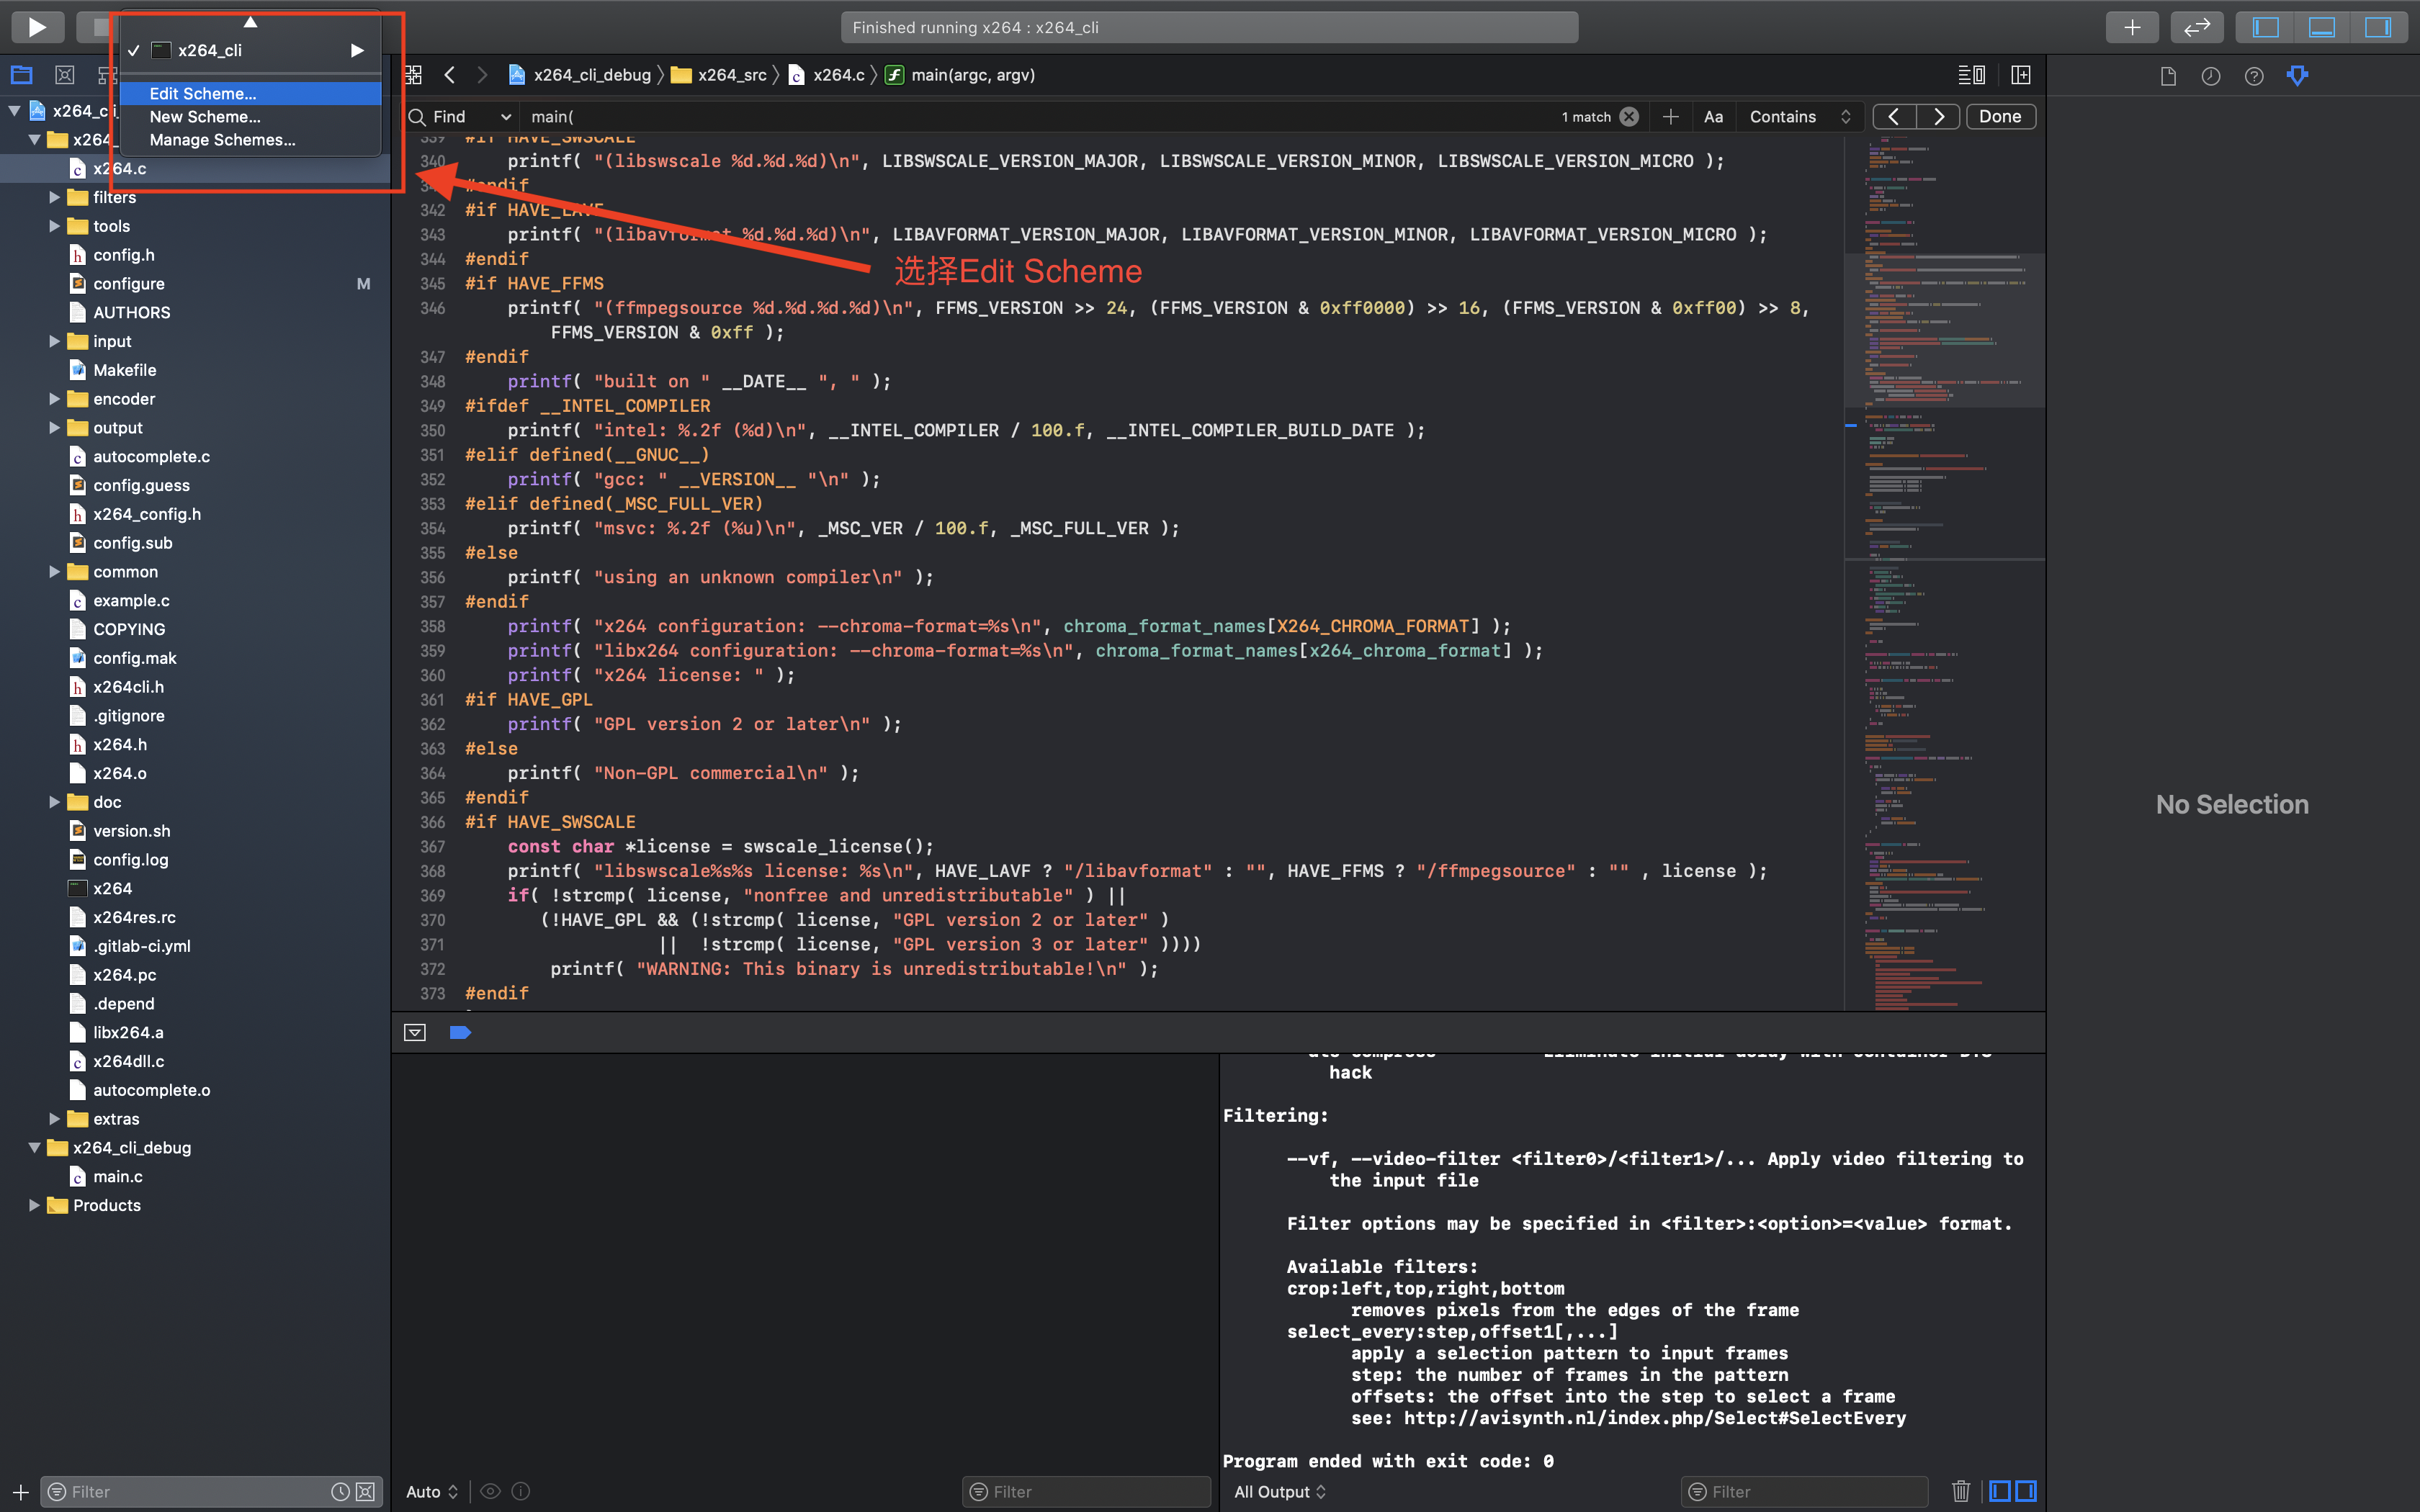 Finished running x264 : x264_cli
x264_cli
Edit Scheme...
New Scheme...
Manage Schemes...
x264_cli_debug
x264_src
x264.c
main(argc, argv)
Find
main(
1 match
Aa
Contains
Done
x264_cl
x264_
x264.c
filters
tools
config.h
configure
M
AUTHORS
input
Makefile
encoder
output
autocomplete.c
config.guess
x264_config.h
config.sub
common
example.c
COPYING
config.mak
x264cli.h
.gitignore
x264.h
x264.o
doc
version.sh
config.log
x264
x264res.rc
.gitlab-ci.yml
x264.pc
.depend
libx264.a
x264dll.c
autocomplete.o
extras
x264_cli_debug
main.c
Products
Filter
339 #if HAVE_SWSCALE
340 printf( "(libswscale %d.%d.%d)\n", LIBSWSCALE_VERSION_MAJOR, LIBSWSCALE_VERSION_MINOR, LIBSWSCALE_VERSION_MICRO );
#endif
342 #if HAVE_LAVF
343 printf( "(libavformat %d.%d.%d)\n", LIBAVFORMAT_VERSION_MAJOR, LIBAVFORMAT_VERSION_MINOR, LIBAVFORMAT_VERSION_MICRO );
344 #endif
选择Edit Scheme
345 #if HAVE_FFMS
346 printf( "(ffmpegsource %d.%d.%d.%d)\n", FFMS_VERSION >> 24, (FFMS_VERSION & 0xff0000) >> 16, (FFMS_VERSION & 0xff00) >> 8,
FFMS_VERSION & 0xff );
347 #endif
348 printf( "built on " __DATE__ ", " );
349 #ifdef __INTEL_COMPILER
350 printf( "intel: %.2f (%d)\n", __INTEL_COMPILER / 100.f, __INTEL_COMPILER_BUILD_DATE );
351 #elif defined(__GNUC__)
352 printf( "gcc: " __VERSION__ "\n" );
353 #elif defined(_MSC_FULL_VER)
354 printf( "msvc: %.2f (%u)\n", _MSC_VER / 100.f, _MSC_FULL_VER );
355 #else
356 printf( "using an unknown compiler\n" );
357 #endif
358 printf( "x264 configuration: --chroma-format=%s\n", chroma_format_names[X264_CHROMA_FORMAT] );
359 printf( "libx264 configuration: --chroma-format=%s\n", chroma_format_names[x264_chroma_format] );
360 printf( "x264 license: " );
361 #if HAVE_GPL
362 printf( "GPL version 2 or later\n" );
363 #else
364 printf( "Non-GPL commercial\n" );
365 #endif
366 #if HAVE_SWSCALE
367 const char *license = swscale_license();
368 printf( "libswscale%s%s license: %s\n", HAVE_LAVF ? "/libavformat" : "", HAVE_FFMS ? "/ffmpegsource" : "" , license );
369 if( !strcmp( license, "nonfree and unredistributable" ) ||
370 (!HAVE_GPL && (!strcmp( license, "GPL version 2 or later" )
371 || !strcmp( license, "GPL version 3 or later" ))))
372 printf( "WARNING: This binary is unredistributable!\n" );
373 #endif
No Selection
hack
Filtering:
--vf, --video-filter <filter0>/<filter1>/... Apply video filtering to
the input file
Filter options may be specified in <filter>:<option>=<value> format.
Available filters:
crop:left,top,right,bottom
removes pixels from the edges of the frame
select_every:step,offset1[,...]
apply a selection pattern to input frames
step: the number of frames in the pattern
offsets: the offset into the step to select a frame
see: http://avisynth.nl/index.php/Select#SelectEvery
Program ended with exit code: 0
Auto
Filter
All Output
Filter